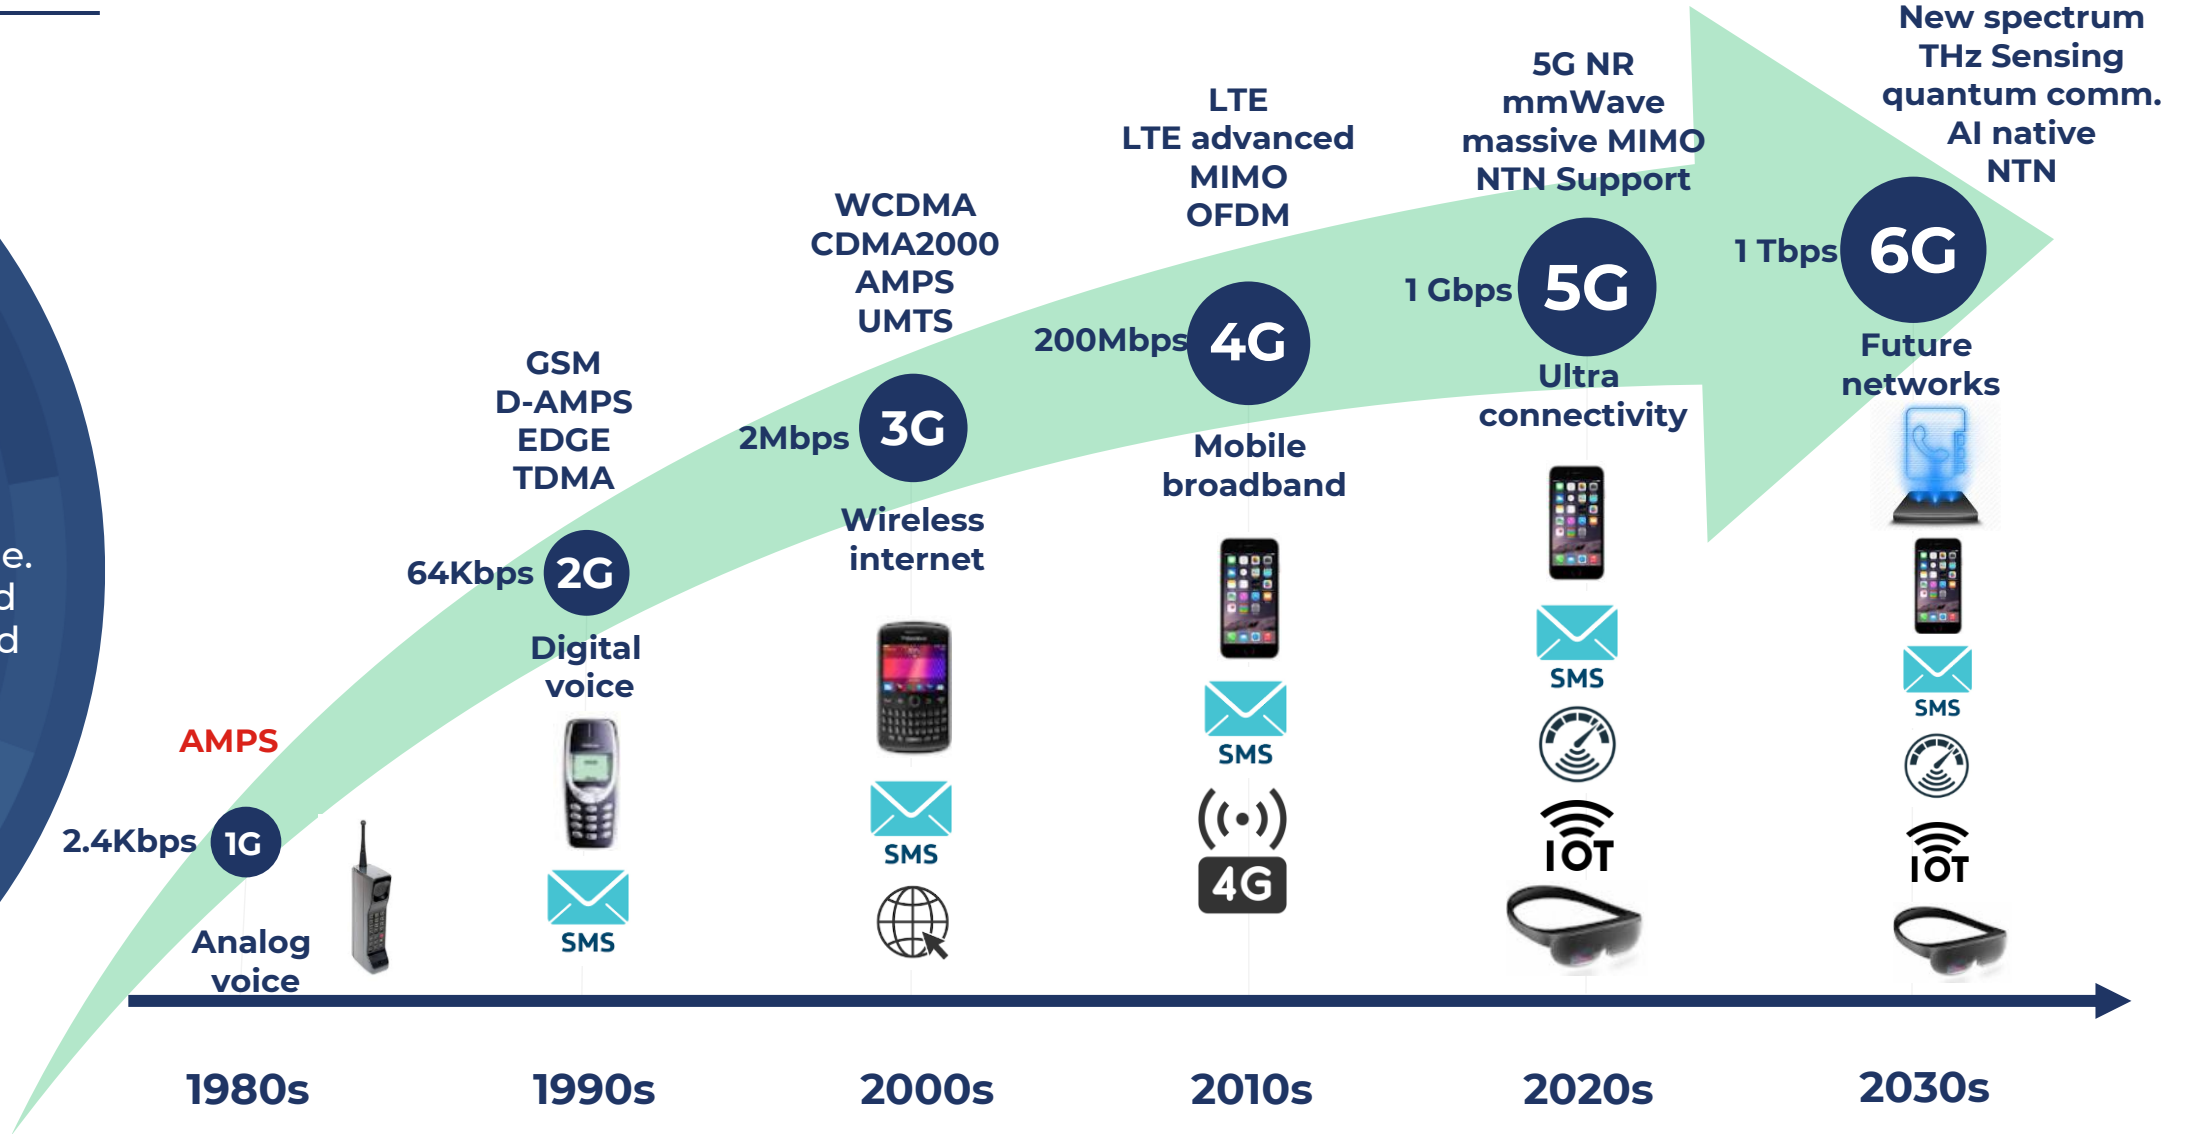 e.
d
d
AMPS
2.4Kbps
1G
Analog
voice
1980s
GSM
D-AMPS
EDGE
TDMA
64Kbps
2G
Digital
voice
SMS
1990s
WCDMA
CDMA2000
AMPS
UMTS
2Mbps
3G
Wireless
internet
SMS
2000s
LTE
LTE advanced
MIMO
OFDM
200Mbps
4G
Mobile
broadband
SMS
4G
2010s
5G NR
mmWave
massive MIMO
NTN Support
1 Gbps
5G
Ultra
connectivity
SMS
IOT
2020s
New spectrum
THz Sensing
quantum comm.
AI native
NTN
1 Tbps
6G
Future
networks
SMS
IOT
2030s